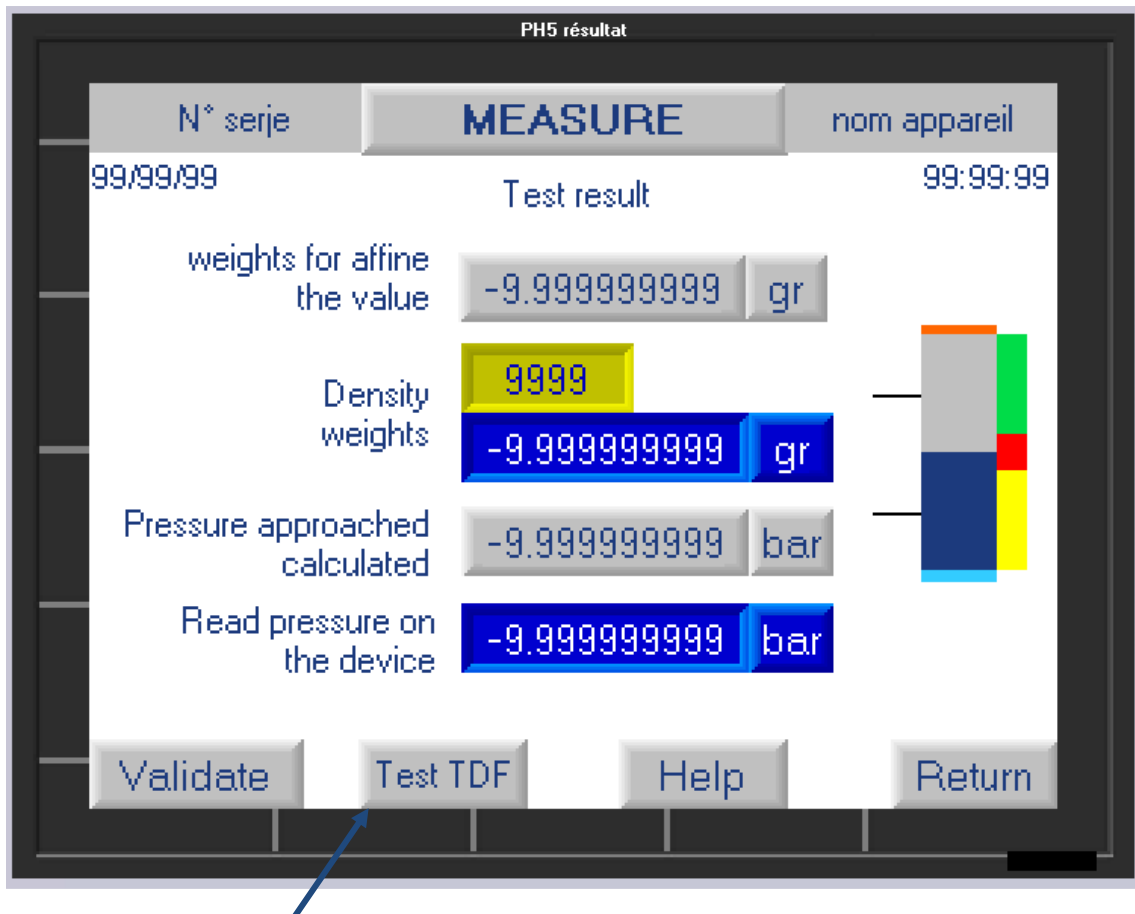 PH5 résultat
N° serje MEASURE nom appareil
99/99/99 99:99:99
Test result
weights for affine
the value
-9.999999999 gr
9999
Density
weights
-9.999999999 gr
Pressure approached
calculated
-9.999999999 bar
Read pressure on
the device
-9.999999999 bar
Validate Test TDF Help Return